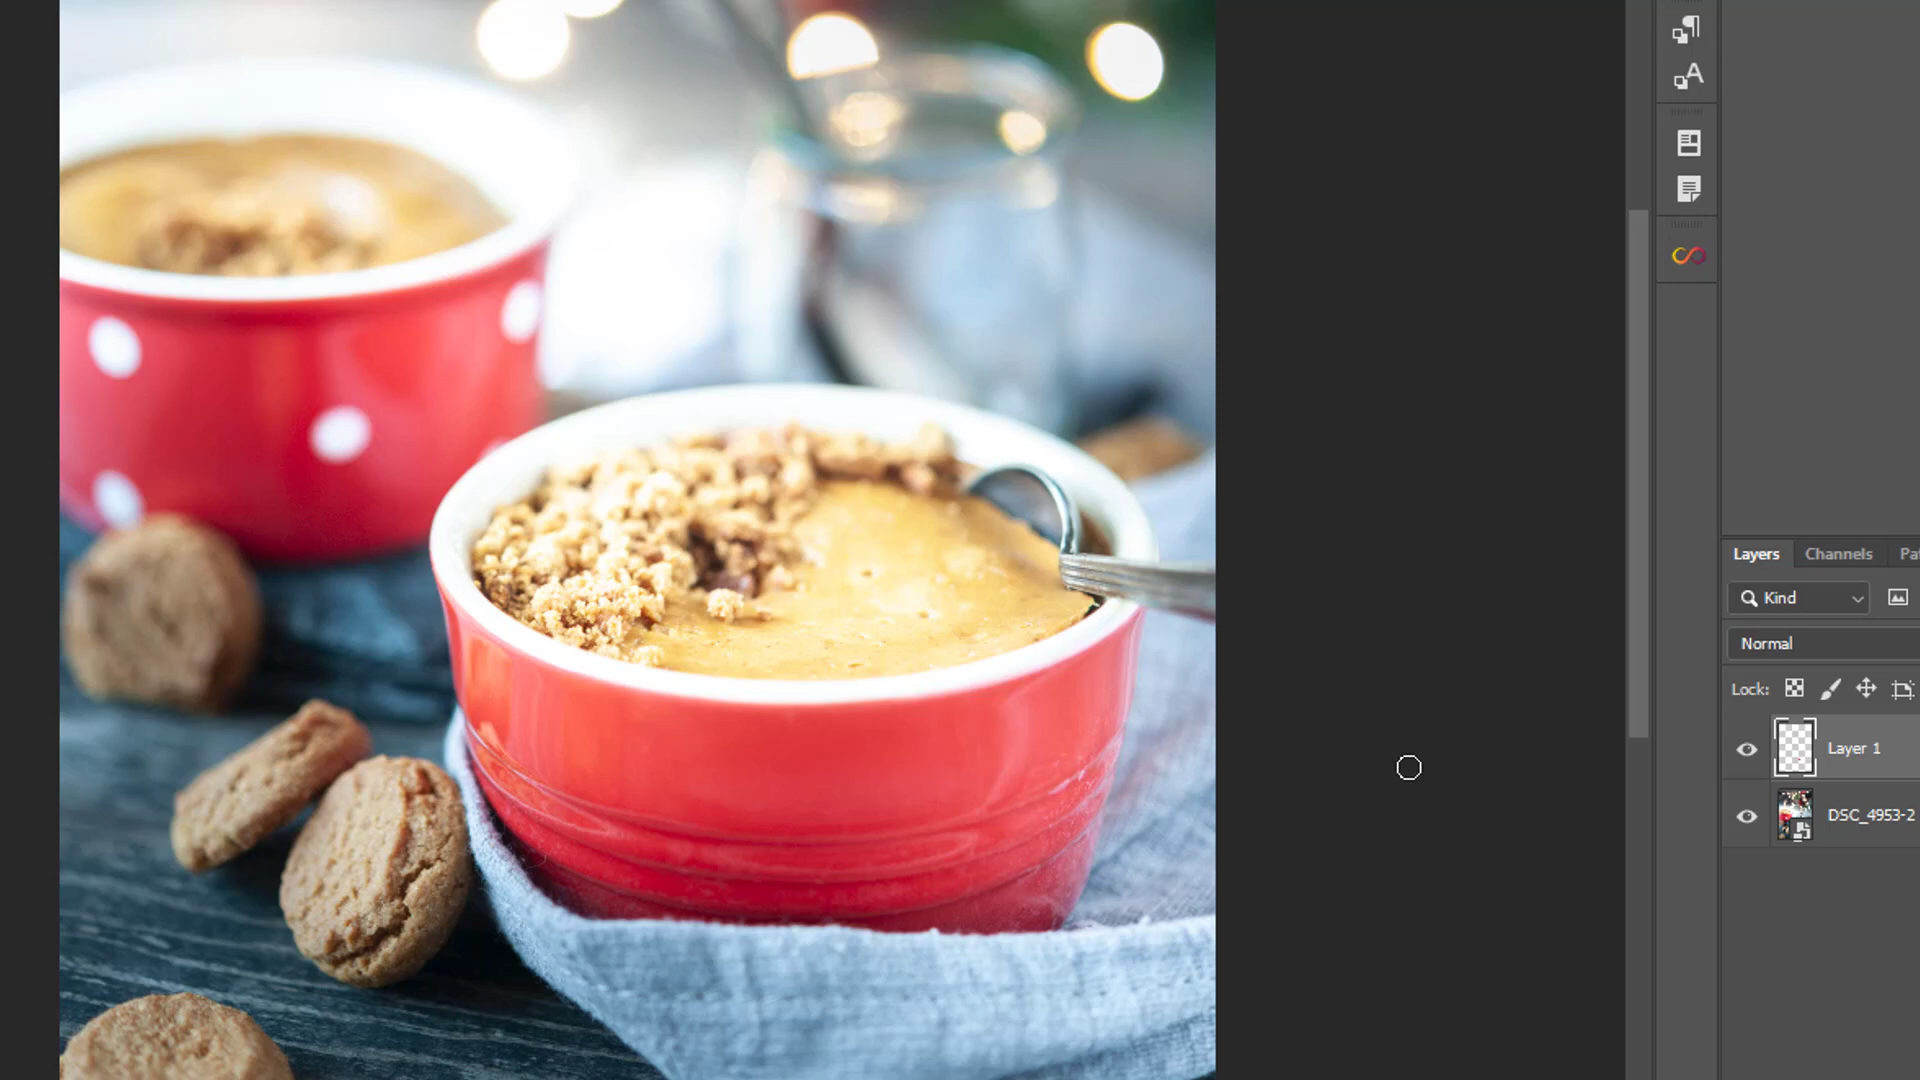 A
Layers Channels Pa
Kind
Normal
Lock:
Layer 1
DSC_4953-2